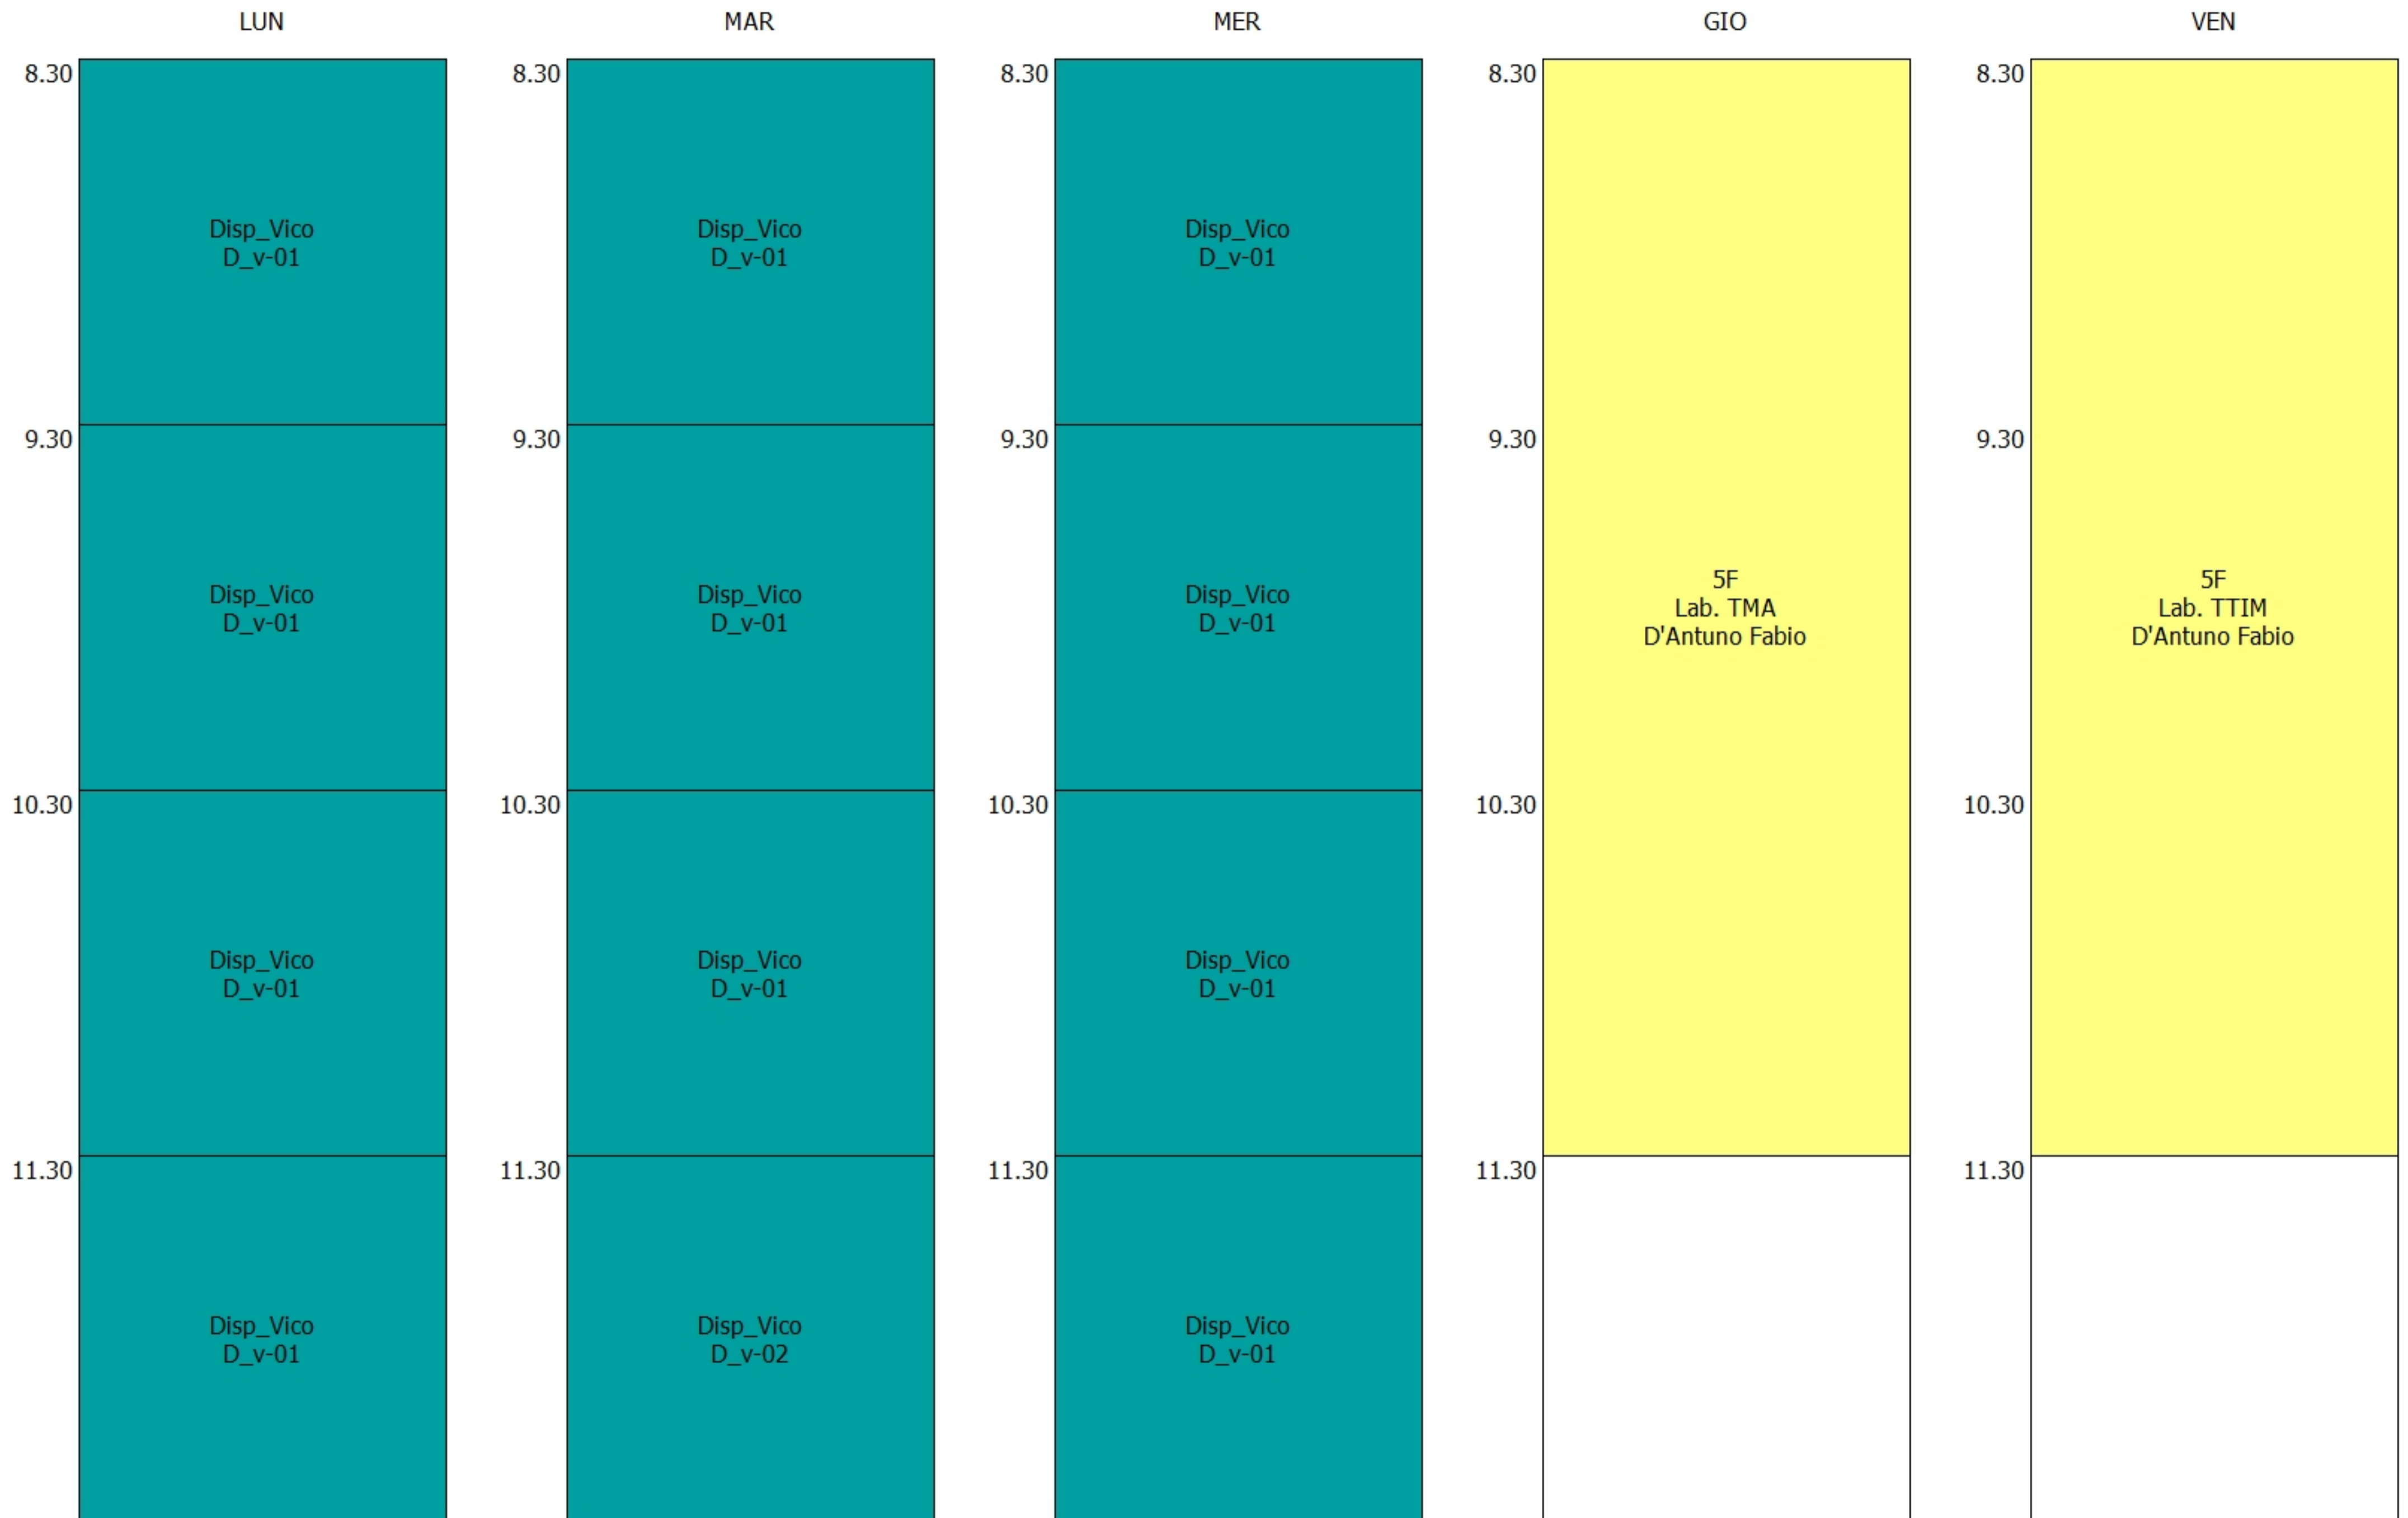 LUN MAR MER GIO VEN
8.30 8.30 8.30 8.30 8.30
Disp_Vico Disp_Vico Disp_Vico
D_v-01 D_v-01 D_v-01
9.30 9.30 9.30 9.30 9.30
5F 5F
Disp_Vico Disp_Vico Disp_Vico Lab. TMA Lab. TTIM
D_v-01 D_v-01 D_v-01 D'Antuno Fabio D'Antuno Fabio
10.30 10.30 10.30 10.30 10.30
Disp_Vico Disp_Vico Disp_Vico
D_v-01 D_v-01 D_v-01
11.30 11.30 11.30 11.30 11.30
Disp_Vico Disp_Vico Disp_Vico
D_v-01 D_v-02 D_v-01